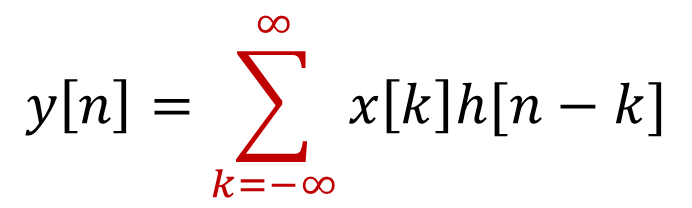 ∞
y[n] = ∑ x[k]h[n − k]
k=−∞